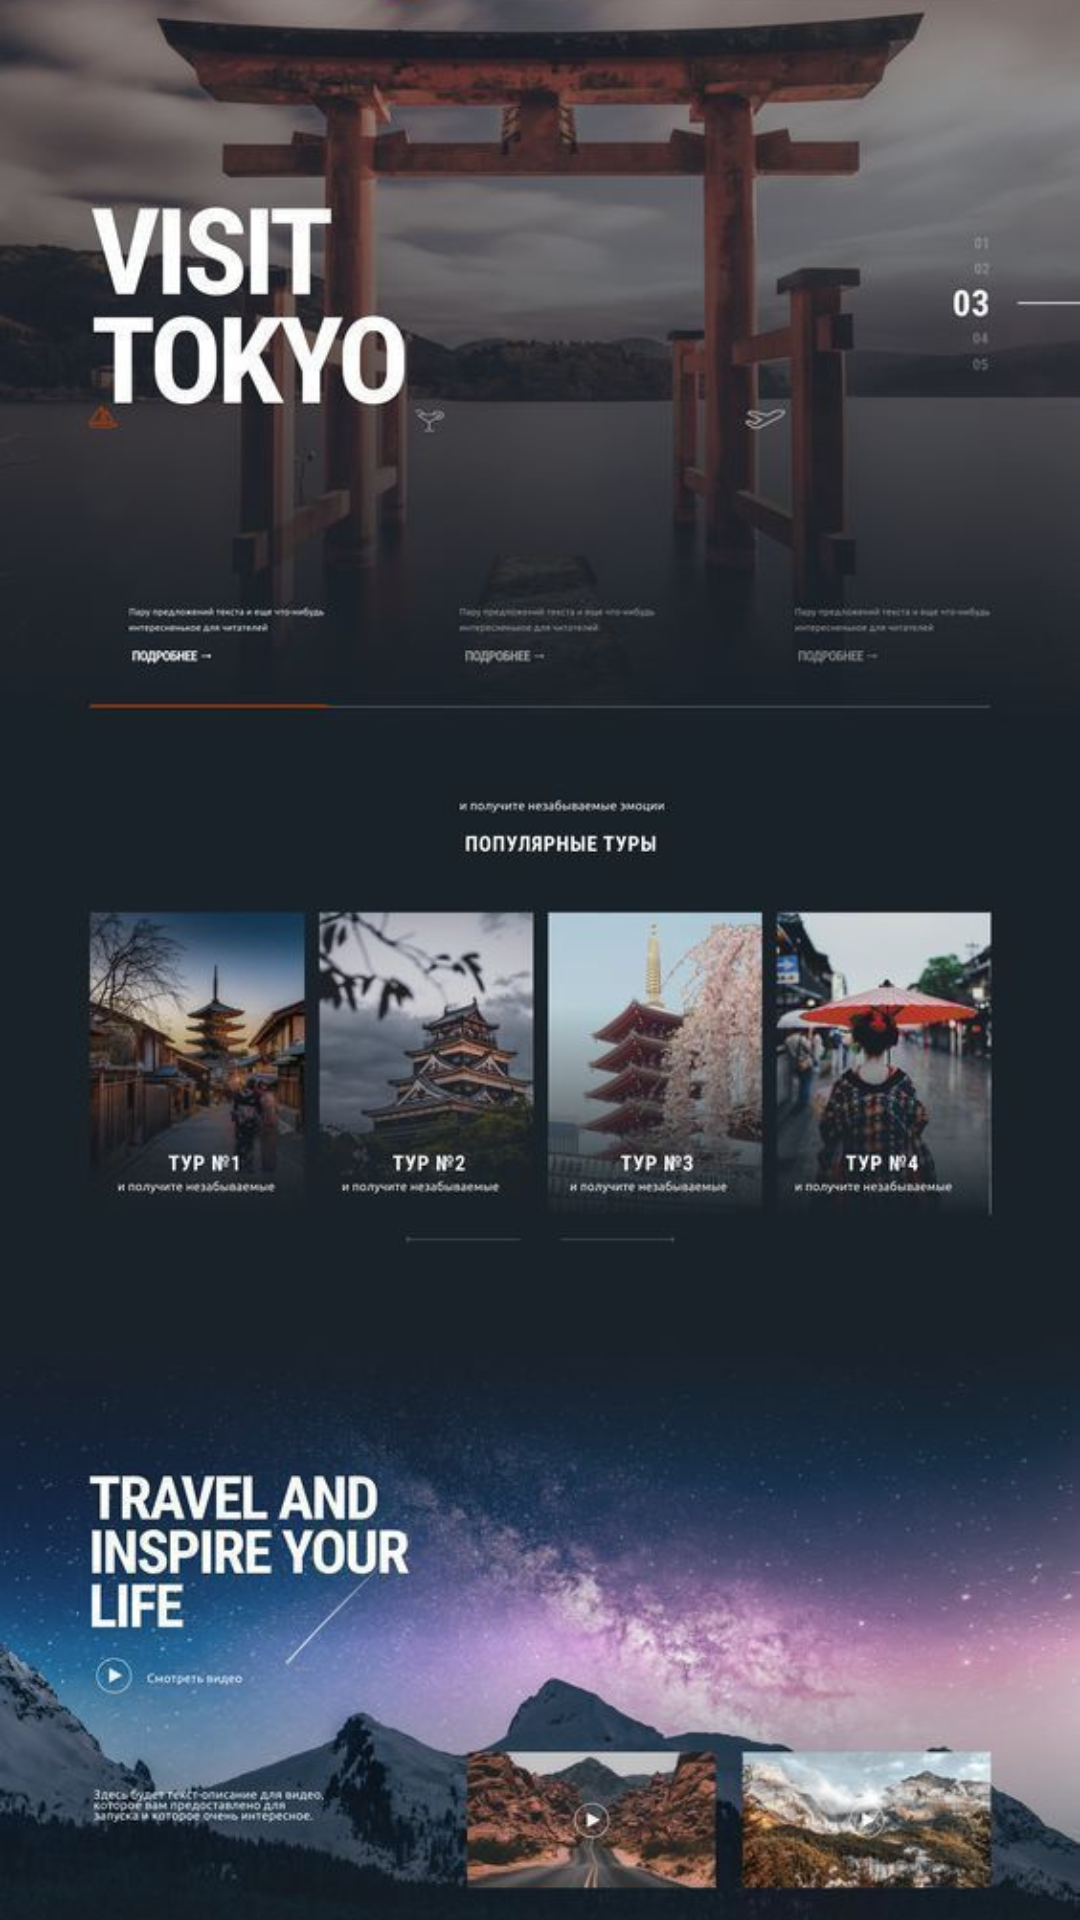 VISIT
TOKYO
01
02
03
04
05
Пару предложений текста и еще что-нибудь
интересненькое для читателей
ПОДРОБНЕЕ →
Пару предложений текста и еще что-нибудь
интересненькое для читателей
ПОДРОБНЕЕ →
Пару предложений текста и еще что-нибудь
интересненькое для читателей
ПОДРОБНЕЕ →
и получите незабываемые эмоции
ПОПУЛЯРНЫЕ ТУРЫ
ТУР №1
и получите незабываемые
ТУР №2
и получите незабываемые
ТУР №3
и получите незабываемые
ТУР №4
и получите незабываемые
TRAVEL AND
INSPIRE YOUR
LIFE
Смотреть видео
Здесь будет текст-описание для видео,
которое вам предоставлено для
запуска и которое очень интересное.